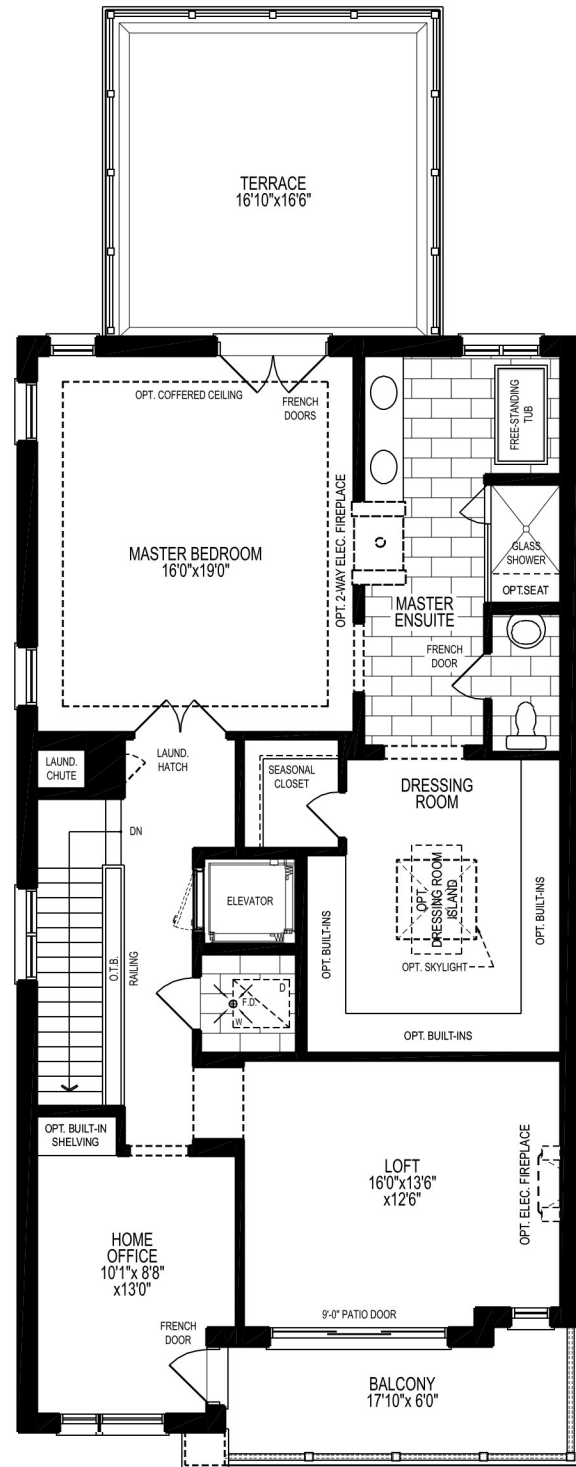 TERRACE
16'10"x16'6"
OPT. COFFERED CEILING
FRENCH
DOORS
FREE-STANDING
TUB
MASTER BEDROOM
16'0"x19'0"
OPT. 2-WAY ELEC. FIREPLACE
GLASS
SHOWER
OPT.SEAT
MASTER
ENSUITE
FRENCH
DOOR
LAUND.
CHUTE
LAUND.
HATCH
SEASONAL
CLOSET
DRESSING
ROOM
DN
ELEVATOR
OPT.
DRESSING ROOM
ISLAND
OPT. BUILT-INS
OPT. BUILT-INS
OPT. SKYLIGHT
O.T.B.
RAILING
D
F.D.
W
OPT. BUILT-INS
OPT. BUILT-IN
SHELVING
LOFT
16'0"x13'6"
x12'6"
OPT. ELEC. FIREPLACE
HOME
OFFICE
10'1"x 8'8"
x13'0"
FRENCH
DOOR
9'-0" PATIO DOOR
BALCONY
17'10"x 6'0"